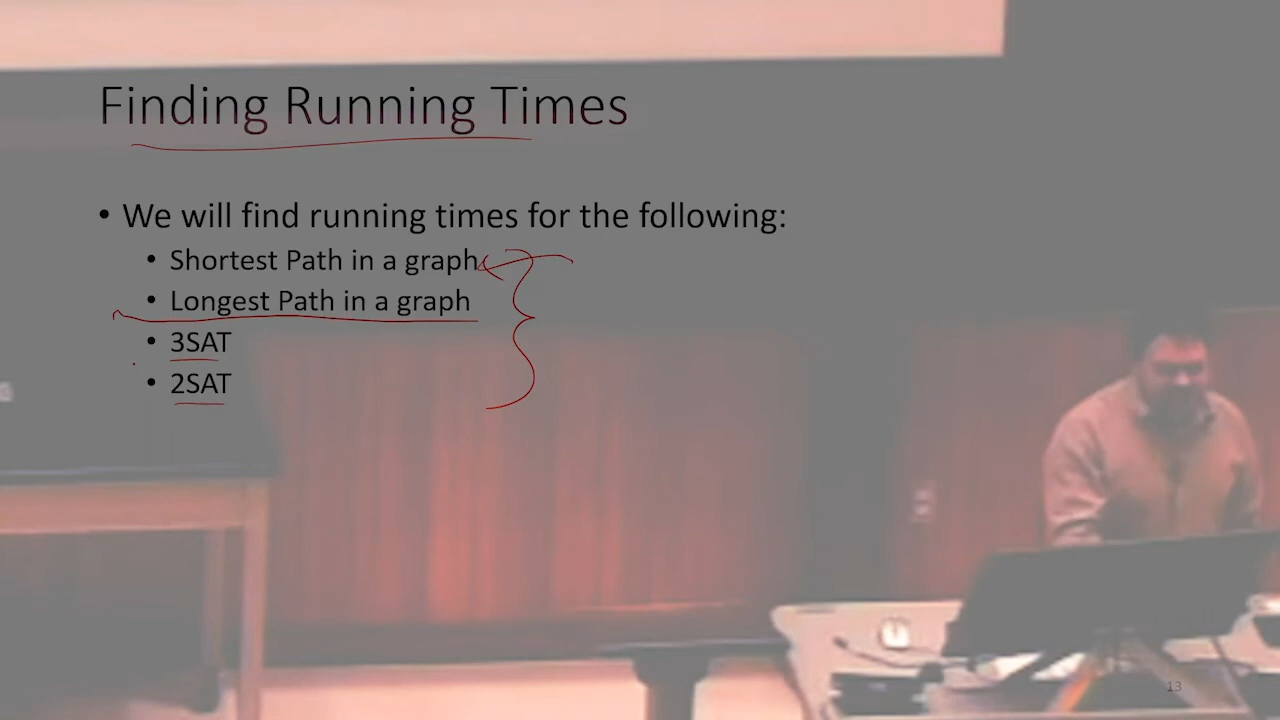 Finding Running Times
• We will find running times for the following:
• Shortest Path in a graph
• Longest Path in a graph
• 3SAT
• 2SAT
13